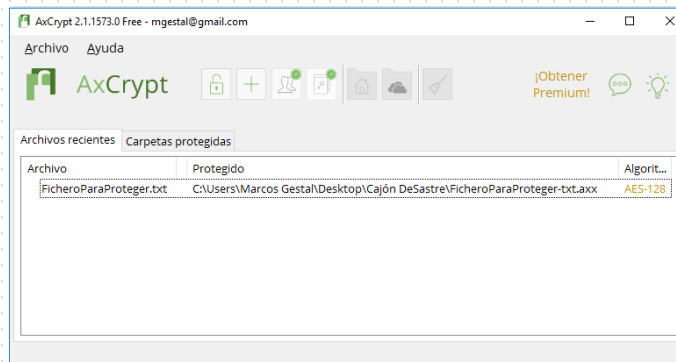 AxCrypt 2.1.1573.0 Free - mgestal@gmail.com
Archivo Ayuda
AxCrypt
¡Obtener
Premium!
Archivos recientes Carpetas protegidas
Archivo Protegido Algorit...
FicheroParaProteger.txt C:\Users\Marcos Gestal\Desktop\Cajón DeSastre\FicheroParaProteger-txt.axx AES-128